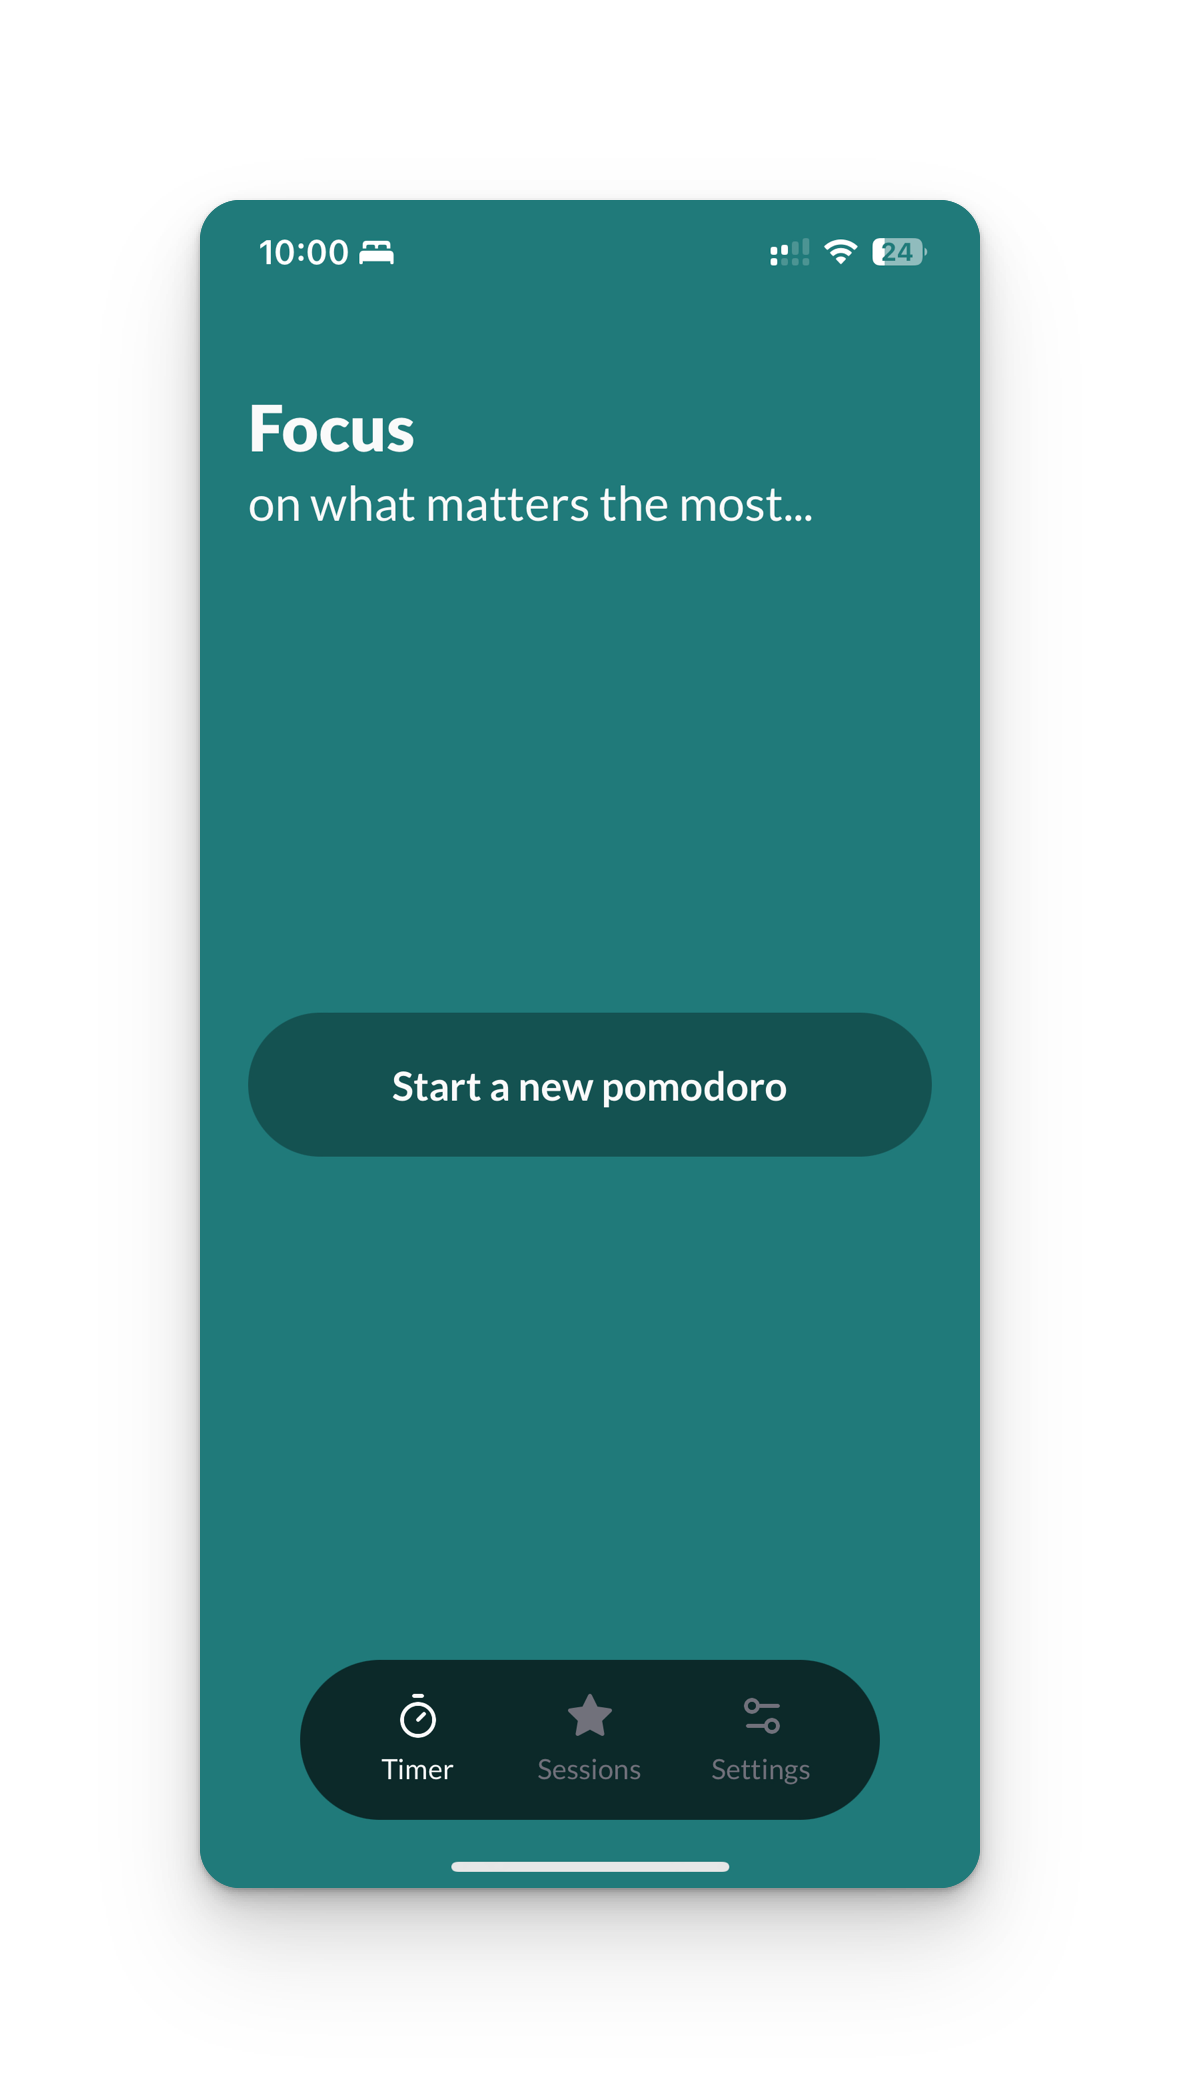 10:00
24
Focus
on what matters the most...
Start a new pomodoro
Timer
Sessions
Settings